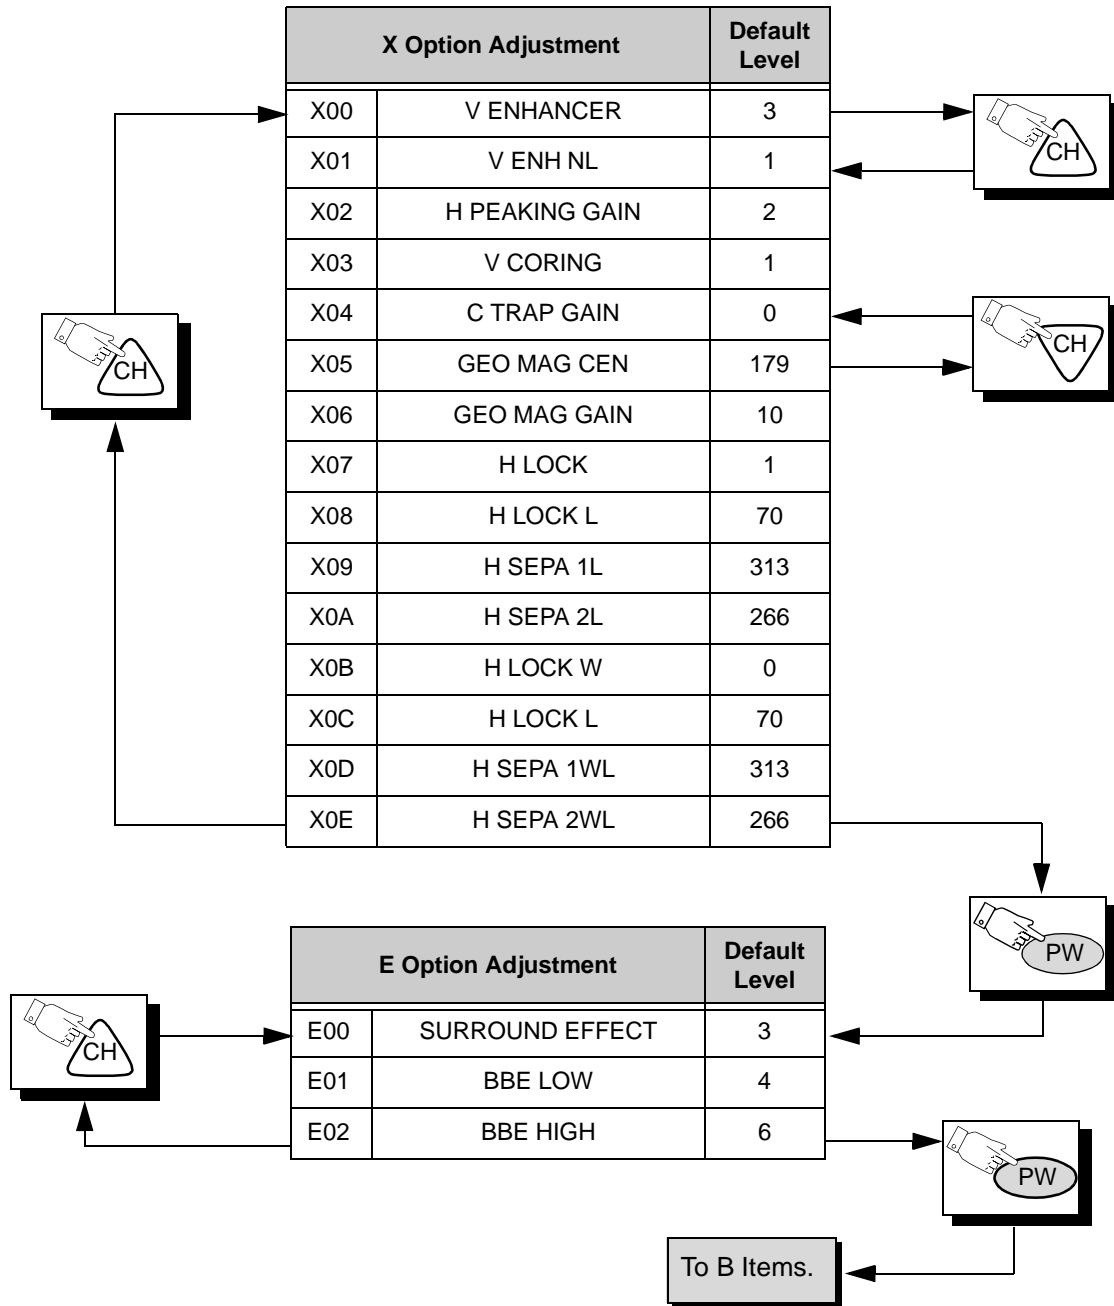 X Option Adjustment Default Level
X00 V ENHANCER 3
CH
X01 V ENH NL 1
X02 H PEAKING GAIN 2
X03 V CORING 1
X04 C TRAP GAIN 0
CH
CH
X05 GEO MAG CEN 179
X06 GEO MAG GAIN 10
X07 H LOCK 1
X08 H LOCK L 70
X09 H SEPA 1L 313
X0A H SEPA 2L 266
X0B H LOCK W 0
X0C H LOCK L 70
X0D H SEPA 1WL 313
X0E H SEPA 2WL 266
PW
E Option Adjustment Default Level
CH
E00 SURROUND EFFECT 3
E01 BBE LOW 4
E02 BBE HIGH 6
PW
To B Items.